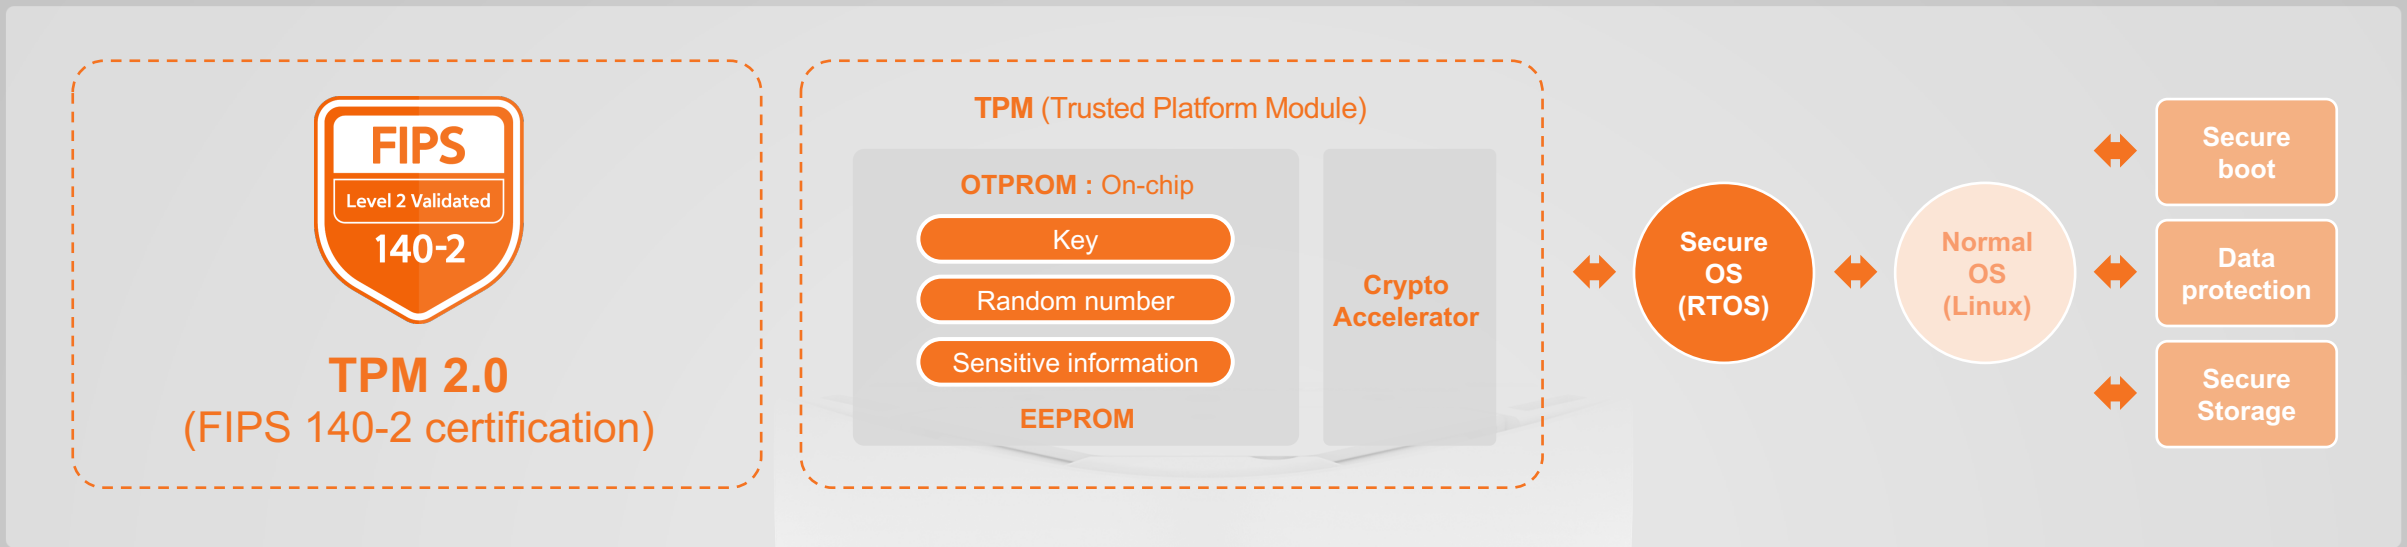 FIPS
Level 2 Validated
140-2
TPM 2.0
(FIPS 140-2 certification)
TPM (Trusted Platform Module)
OTPROM : On-chip
Key
Random number
Sensitive information
EEPROM
Crypto
Accelerator
Secure
OS
(RTOS)
Normal
OS
(Linux)
Secure
boot
Data
protection
Secure
Storage